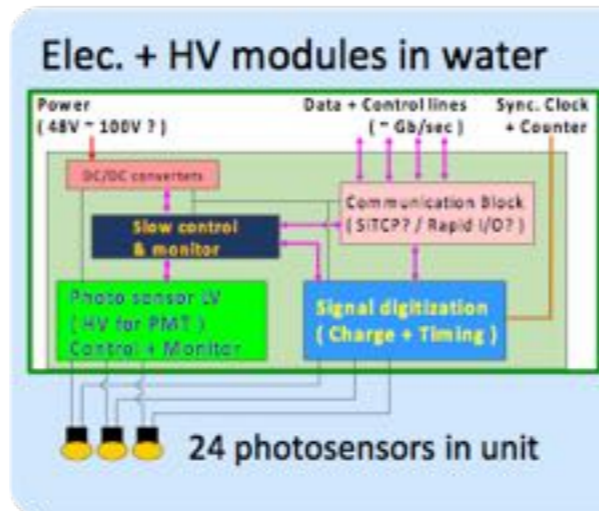 Elec. + HV modules in water
Power
( 48V ~ 100V ? )
Data + Control lines
( ~ Gb/sec )
Sync. Clock
+ Counter
DC/DC converters
Communication Block
( SiTCP? / Rapid I/O? )
Slow control
& monitor
Photo sensor LV
( HV for PMT )
Control + Monitor
Signal digitization
( Charge + Timing )
24 photosensors in unit